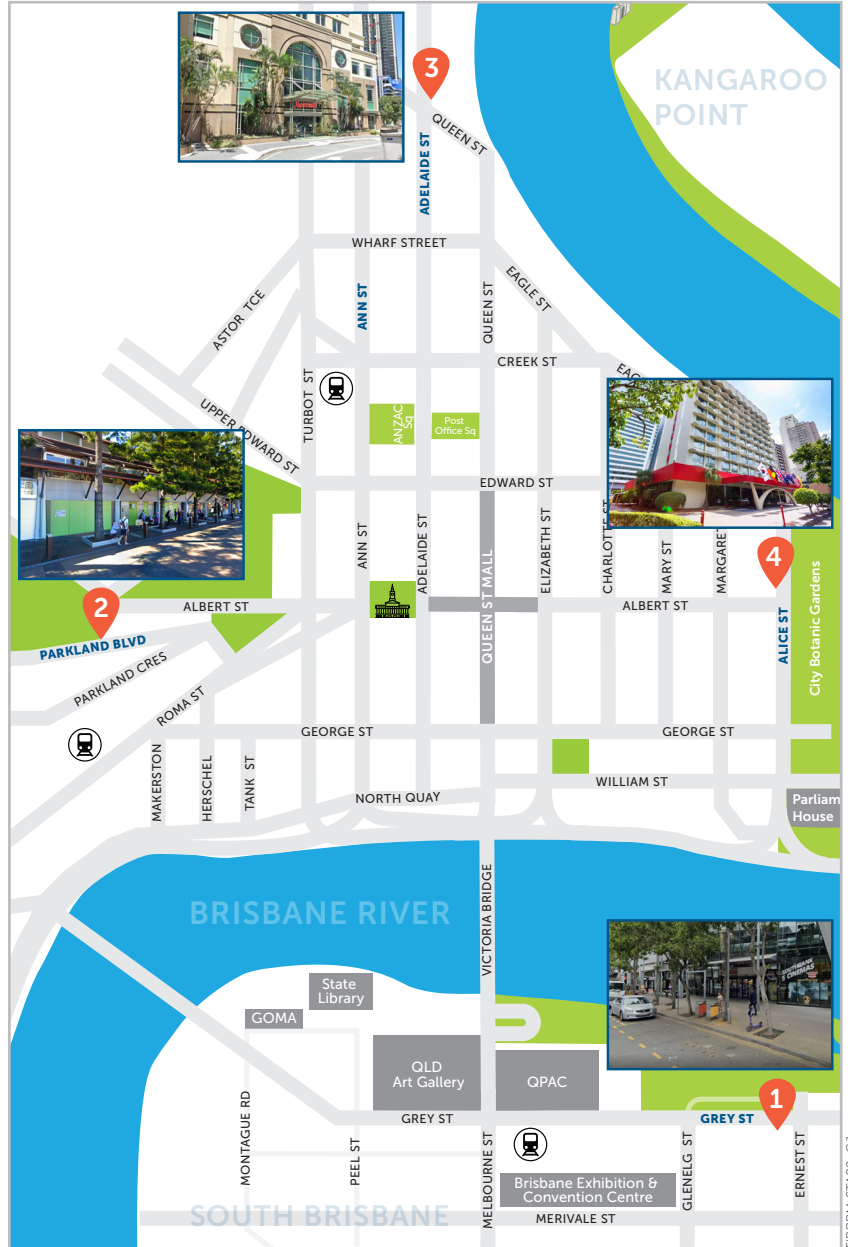 3
KANGAROO
POINT
Marriott
QUEEN ST
ADELAIDE ST
WHARF STREET
EAGLE ST
QUEEN ST
ANN ST
ASTOR TCE
CREEK ST
TURBOT ST
ANZAC
Sq
Post
Office Sq
UPPER EDWARD ST
EDWARD ST
ANN ST
ADELAIDE ST
QUEEN ST MALL
ELIZABETH ST
MARY ST
4
ALBERT ST
ALBERT ST
2
PARKLAND BLVD
PARKLAND CRES
ALICE ST
City Botanic Gardens
ROMA ST
GEORGE ST
GEORGE ST
MAKERSTON
HERSCHEL
TANK ST
NORTH QUAY
WILLIAM ST
House
VICTORIA BRIDGE
BRISBANE RIVER
SOUTHBANK
CINEMAS
State
Library
GOMA
QLD
Art Gallery
QPAC
1
GREY ST
GREY ST
MONTAGUE RD
PEEL ST
MELBOURNE ST
GLENELG ST
ERNEST ST
Brisbane Exhibition &
Convention Centre
SOUTH BRISBANE
MERIVALE ST